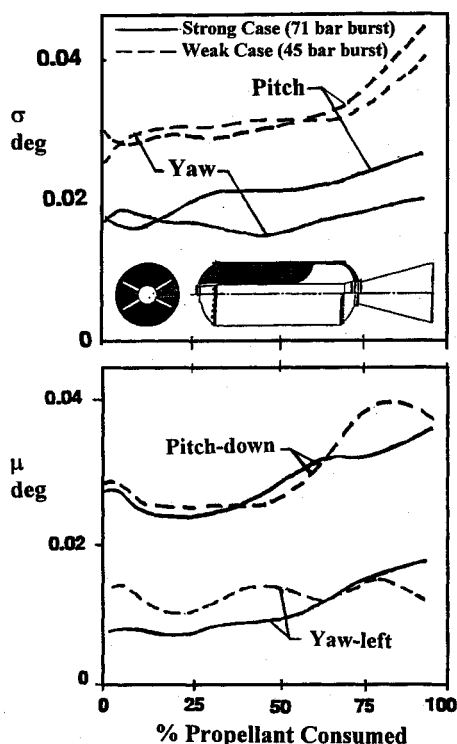 Strong Case (71 bar burst)
Weak Case (45 bar burst)
0.04
Pitch
σ
deg
Yaw
0.02
0
0.04
Pitch-down
μ
deg
0.02
Yaw-left
0
0 25 50 75 100
% Propellant Consumed